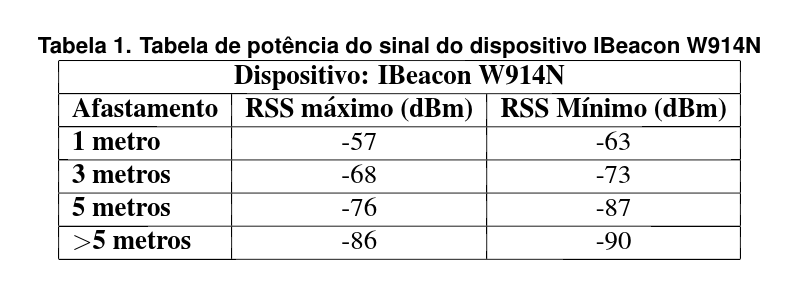 Tabela 1. Tabela de potência do sinal do dispositivo IBeacon W914N
Dispositivo: IBeacon W914N
Afastamento RSS máximo (dBm) RSS Mínimo (dBm)
1 metro -57 -63
3 metros -68 -73
5 metros -76 -87
>5 metros -86 -90